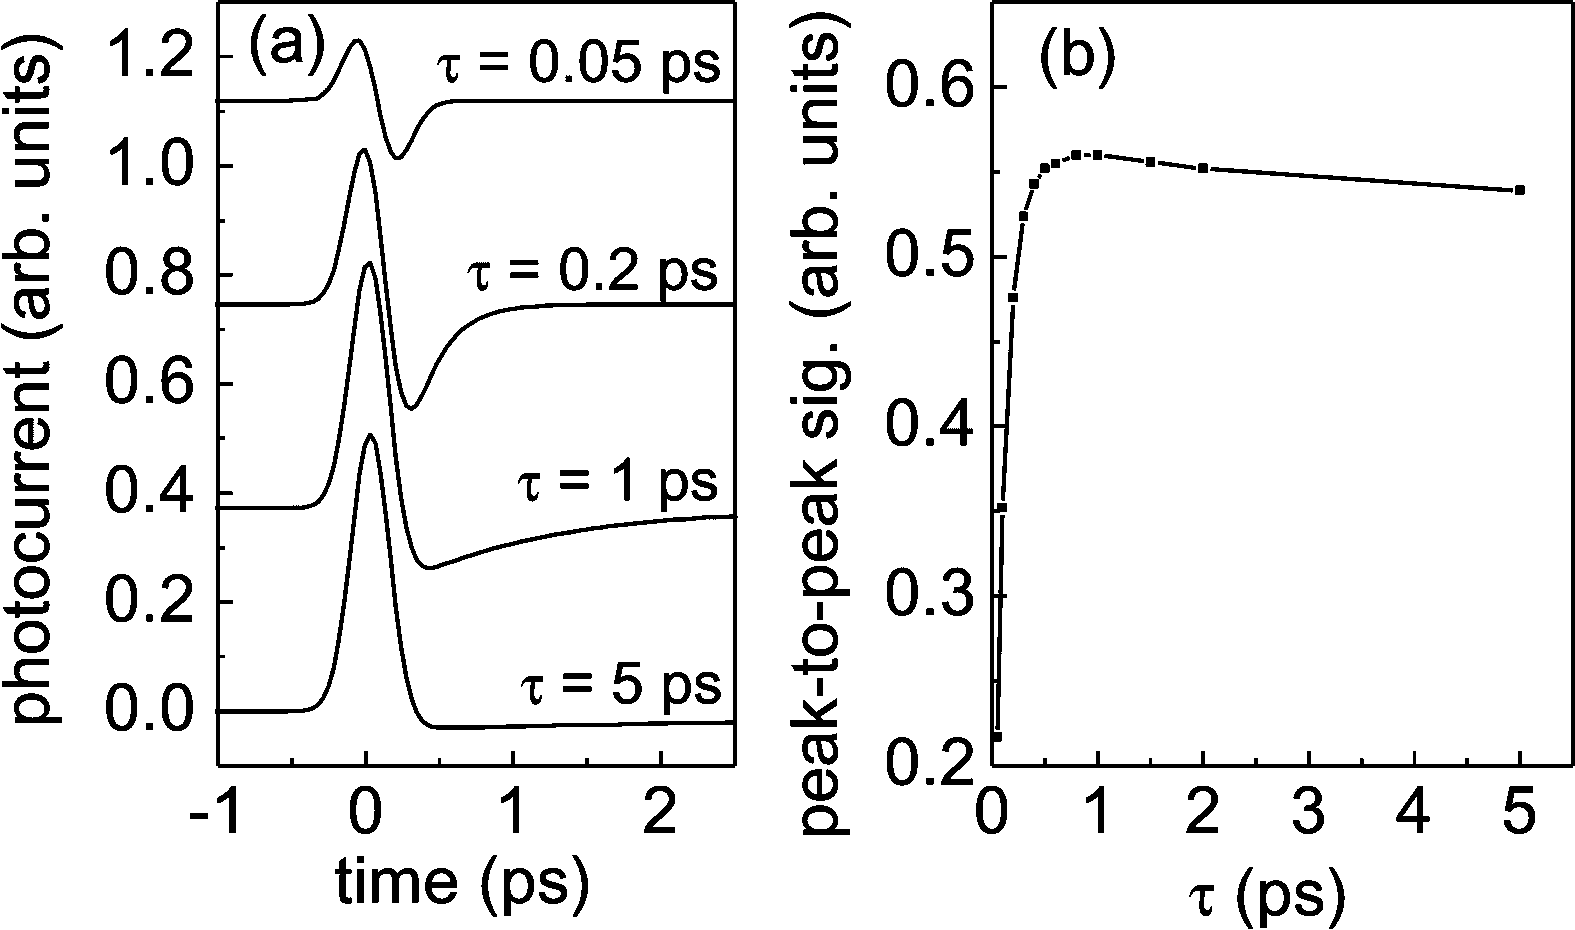 (a)
photocurrent (arb. units)
1.2
1.0
0.8
0.6
0.4
0.2
0.0
τ = 0.05 ps
τ = 0.2 ps
τ = 1 ps
τ = 5 ps
-1 0 1 2
time (ps)
(b)
peak-to-peak sig. (arb. units)
0.6
0.5
0.4
0.3
0.2
0 1 2 3 4 5
τ (ps)